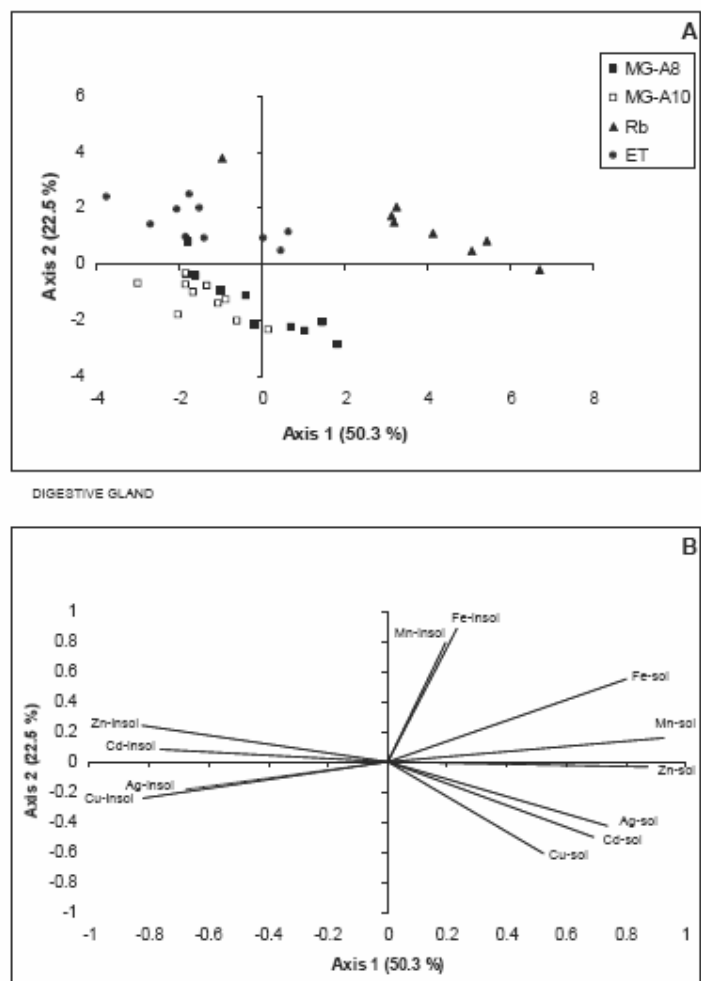 A
MG-A8
MG-A10
Rb
ET
6
4
2
0
-2
-4
Axis 2 (22.5 %)
-4 -2 0 2 4 6 8
Axis 1 (50.3 %)
DIGESTIVE GLAND
B
1
0.8
0.6
0.4
0.2
0
-0.2
-0.4
-0.6
-0.8
-1
Axis 2 (22.5 %)
Fe-insol
Mn-insol
Fe-sol
Zn-insol
Mn-sol
Cd-insol
Zn-sol
Ag-insol
Cu-insol
Ag-sol
Cd-sol
Cu-sol
-1 -0.8 -0.6 -0.4 -0.2 0 0.2 0.4 0.6 0.8 1
Axis 1 (50.3 %)